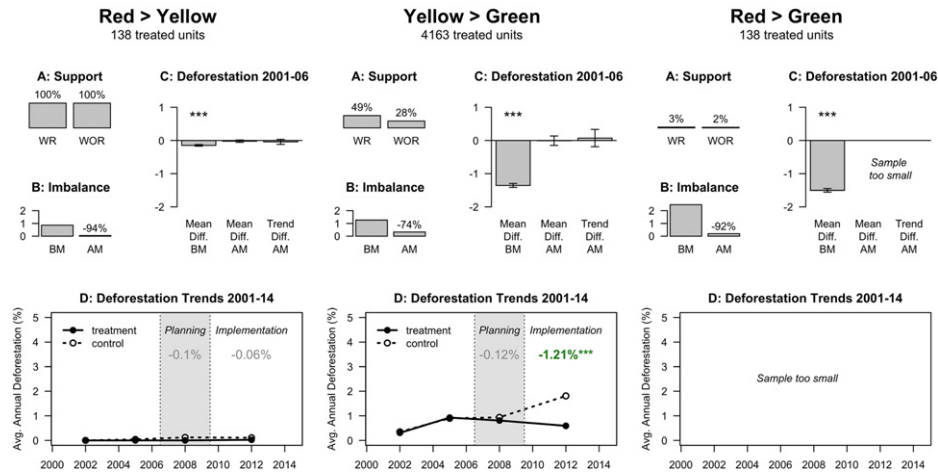 Red > Yellow
138 treated units
A: Support
100% 100%
WR WOR
B: Imbalance
2
1
0
-94%
BM AM
C: Deforestation 2001-06
1
0
-1
-2
***
Mean Diff. BM
Mean Diff. AM
Trend Diff. AM
D: Deforestation Trends 2001-14
Avg. Annual Deforestation (%)
5
4
3
2
1
0
treatment
control
Planning
Implementation
-0.1%
-0.06%
2000 2002 2004 2006 2008 2010 2012 2014
Yellow > Green
4163 treated units
A: Support
49% 28%
WR WOR
B: Imbalance
2
1
0
-74%
BM AM
C: Deforestation 2001-06
1
0
-1
-2
***
Mean Diff. BM
Mean Diff. AM
Trend Diff. AM
D: Deforestation Trends 2001-14
Avg. Annual Deforestation (%)
5
4
3
2
1
0
treatment
control
Planning
Implementation
-0.12%
-1.21%***
2000 2002 2004 2006 2008 2010 2012 2014
Red > Green
138 treated units
A: Support
3% 2%
WR WOR
B: Imbalance
2
1
0
-92%
BM AM
C: Deforestation 2001-06
1
0
-1
-2
***
Sample
too small
Mean Diff. BM
Mean Diff. AM
Trend Diff. AM
D: Deforestation Trends 2001-14
Avg. Annual Deforestation (%)
5
4
3
2
1
0
Sample too small
2000 2002 2004 2006 2008 2010 2012 2014